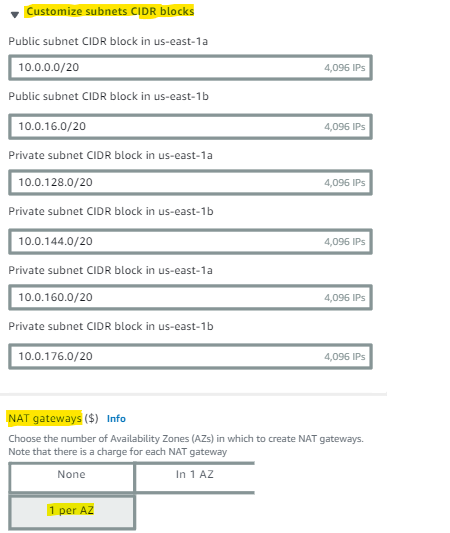 Customize subnets CIDR blocks
Public subnet CIDR block in us-east-1a
10.0.0.0/20 4,096 IPs
Public subnet CIDR block in us-east-1b
10.0.16.0/20 4,096 IPs
Private subnet CIDR block in us-east-1a
10.0.128.0/20 4,096 IPs
Private subnet CIDR block in us-east-1b
10.0.144.0/20 4,096 IPs
Private subnet CIDR block in us-east-1a
10.0.160.0/20 4,096 IPs
Private subnet CIDR block in us-east-1b
10.0.176.0/20 4,096 IPs
NAT gateways ($) Info
Choose the number of Availability Zones (AZs) in which to create NAT gateways.
Note that there is a charge for each NAT gateway
None In 1 AZ
1 per AZ